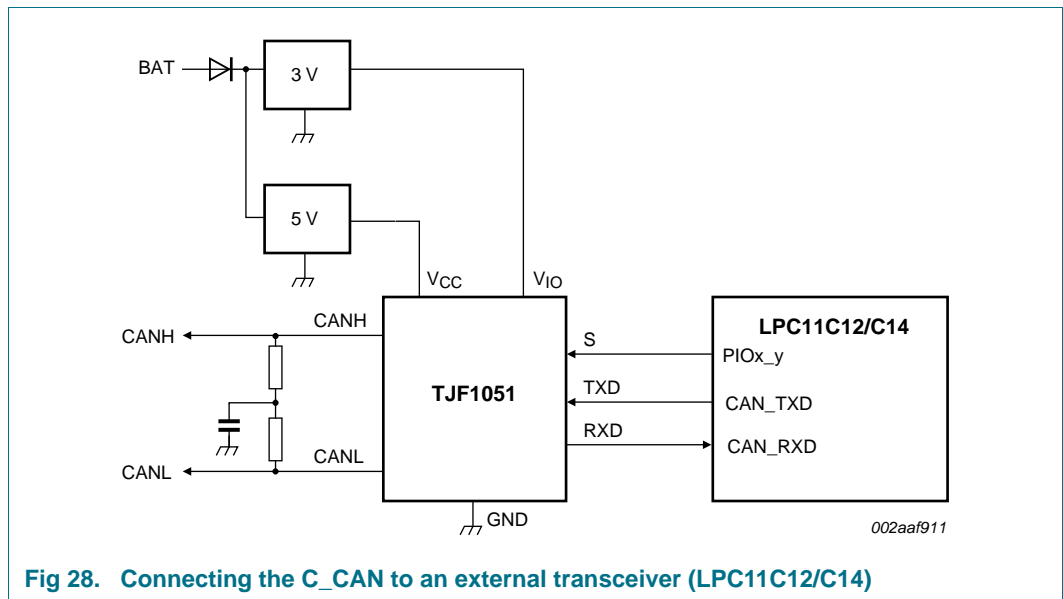 BAT
3 V
5 V
VCC
VIO
CANH
CANH
CANL
CANL
TJF1051
GND
S
TXD
RXD
LPC11C12/C14
PIOx_y
CAN_TXD
CAN_RXD
002aaf911
Fig 28. Connecting the C_CAN to an external transceiver (LPC11C12/C14)